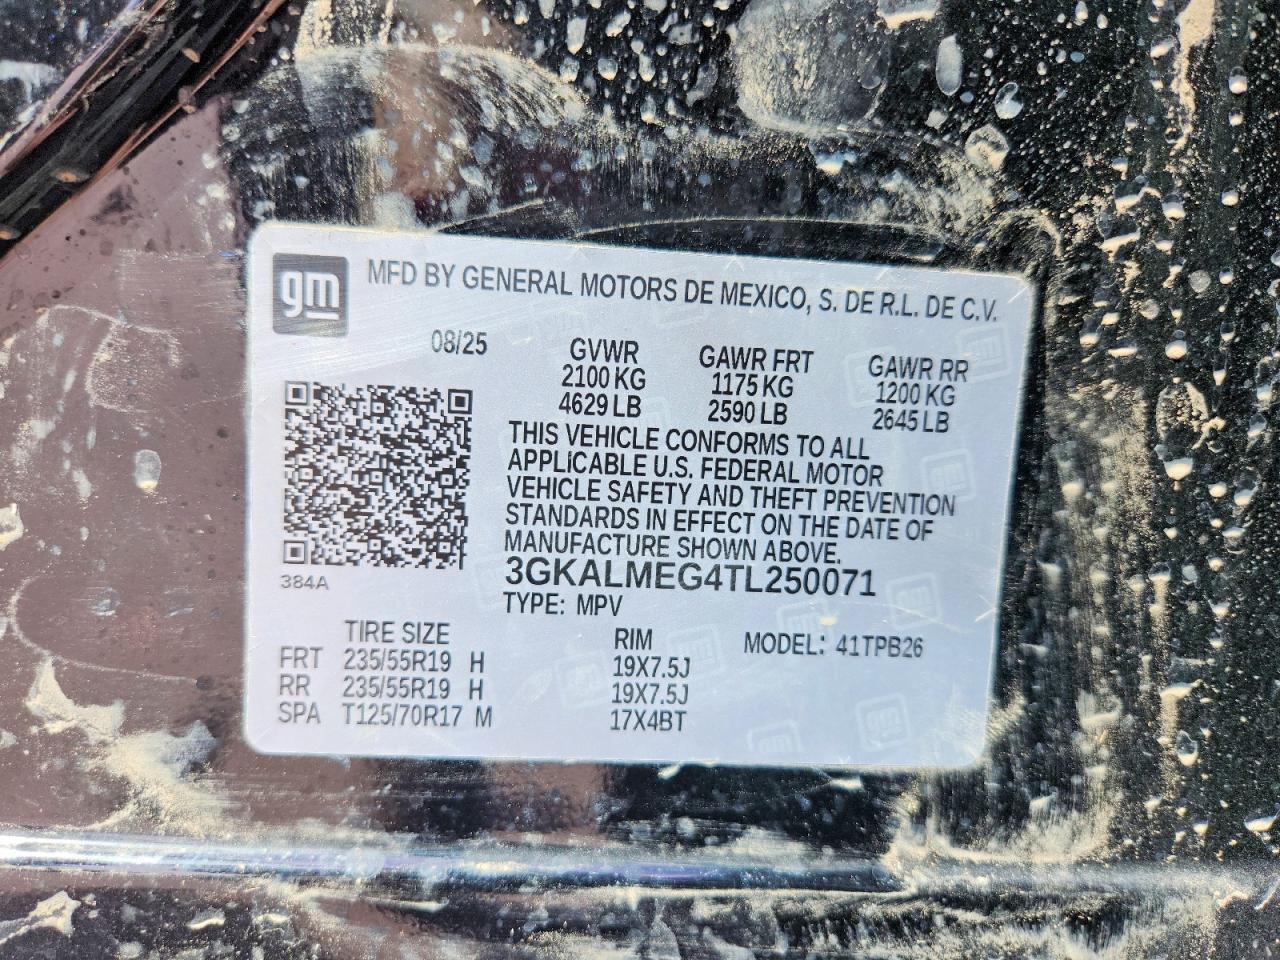 gm MFD BY GENERAL MOTORS DE MEXICO, S. DE R.L. DE C.V.
08/25 GVWR GAWR FRT GAWR RR
2100 KG 1175 KG 1200 KG
4629 LB 2590 LB 2645 LB
THIS VEHICLE CONFORMS TO ALL
APPLICABLE U.S. FEDERAL MOTOR
VEHICLE SAFETY AND THEFT PREVENTION
STANDARDS IN EFFECT ON THE DATE OF
MANUFACTURE SHOWN ABOVE.
384A 3GKALMEG4TL250071
TYPE: MPV
TIRE SIZE RIM MODEL: 41TPB26
FRT 235/55R19 H 19X7.5J
RR 235/55R19 H 19X7.5J
SPA T125/70R17 M 17X4BT